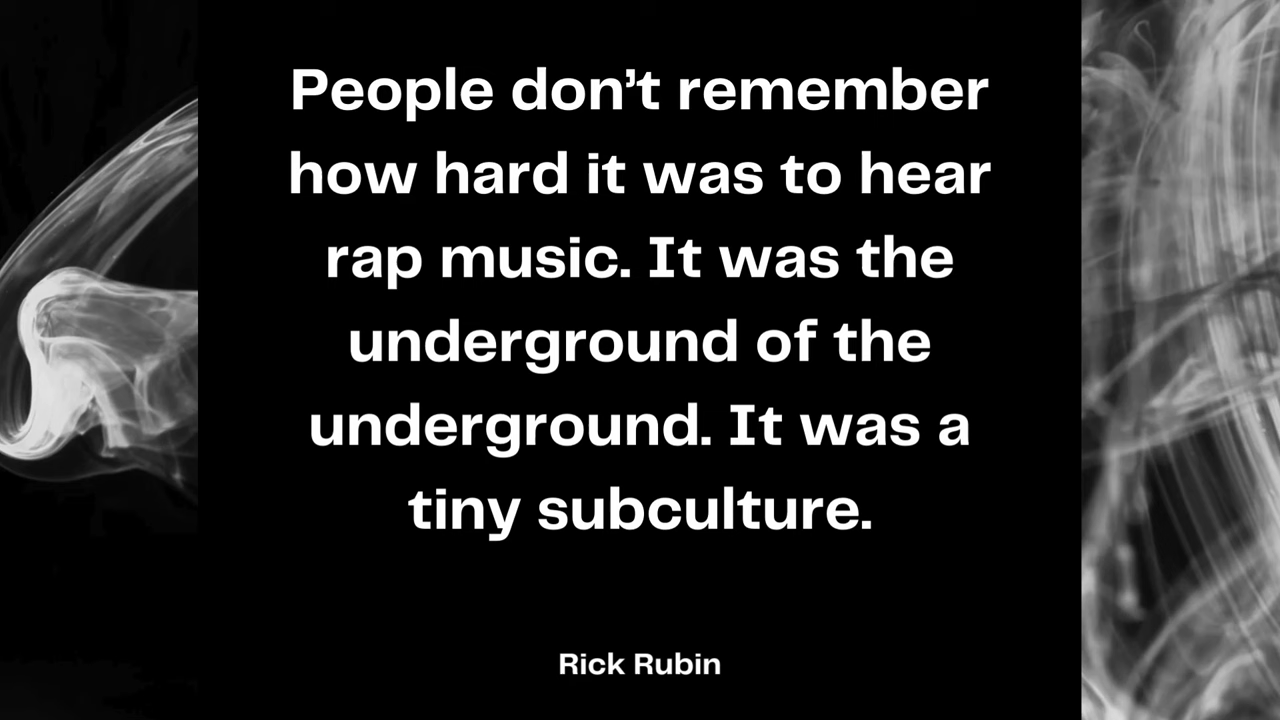 People don’t remember
how hard it was to hear
rap music. It was the
underground of the
underground. It was a
tiny subculture.
Rick Rubin